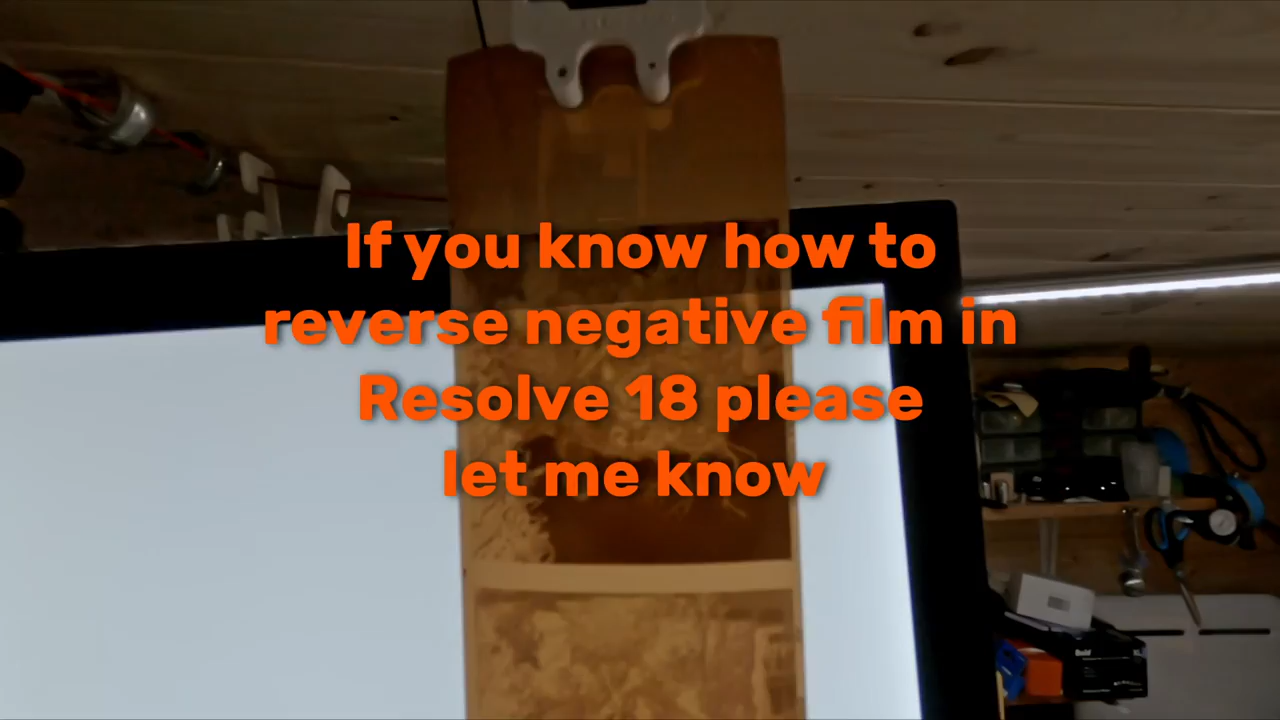 If you know how to
reverse negative film in
Resolve 18 please
let me know